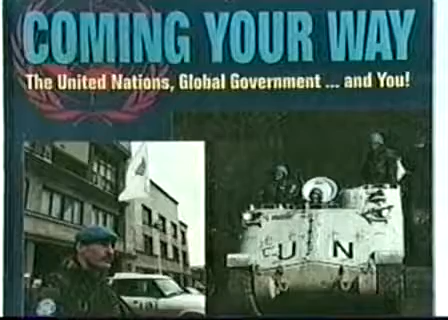 COMING YOUR WAY
The United Nations, Global Government ... and You!
UN